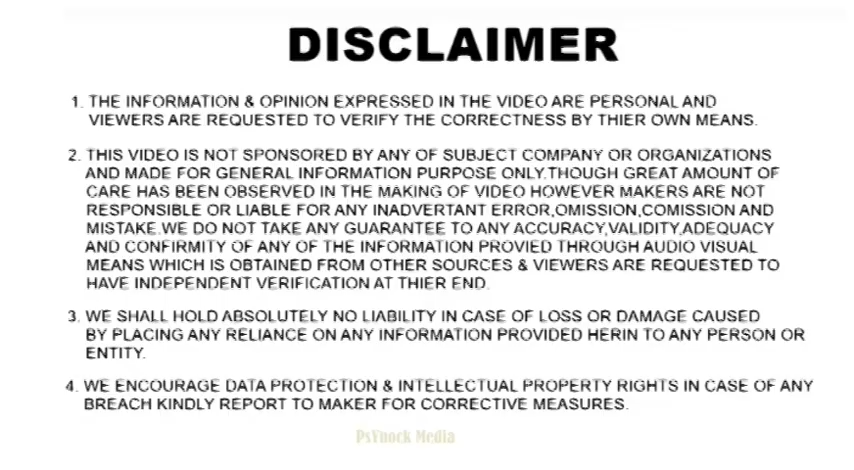 DISCLAIMER
1. THE INFORMATION & OPINION EXPRESSED IN THE VIDEO ARE PERSONAL AND
VIEWERS ARE REQUESTED TO VERIFY THE CORRECTNESS BY THIER OWN MEANS.
2. THIS VIDEO IS NOT SPONSORED BY ANY OF SUBJECT COMPANY OR ORGANIZATIONS
AND MADE FOR GENERAL INFORMATION PURPOSE ONLY.THOUGH GREAT AMOUNT OF
CARE HAS BEEN OBSERVED IN THE MAKING OF VIDEO HOWEVER MAKERS ARE NOT
RESPONSIBLE OR LIABLE FOR ANY INADVERTANT ERROR,OMISSION,COMISSION AND
MISTAKE.WE DO NOT TAKE ANY GUARANTEE TO ANY ACCURACY,VALIDITY,ADEQUACY
AND CONFIRMITY OF ANY OF THE INFORMATION PROVIED THROUGH AUDIO VISUAL
MEANS WHICH IS OBTAINED FROM OTHER SOURCES & VIEWERS ARE REQUESTED TO
HAVE INDEPENDENT VERIFICATION AT THIER END.
3. WE SHALL HOLD ABSOLUTELY NO LIABILITY IN CASE OF LOSS OR DAMAGE CAUSED
BY PLACING ANY RELIANCE ON ANY INFORMATION PROVIDED HERIN TO ANY PERSON OR
ENTITY.
4. WE ENCOURAGE DATA PROTECTION & INTELLECTUAL PROPERTY RIGHTS IN CASE OF ANY
BREACH KINDLY REPORT TO MAKER FOR CORRECTIVE MEASURES.
PsYnock Media